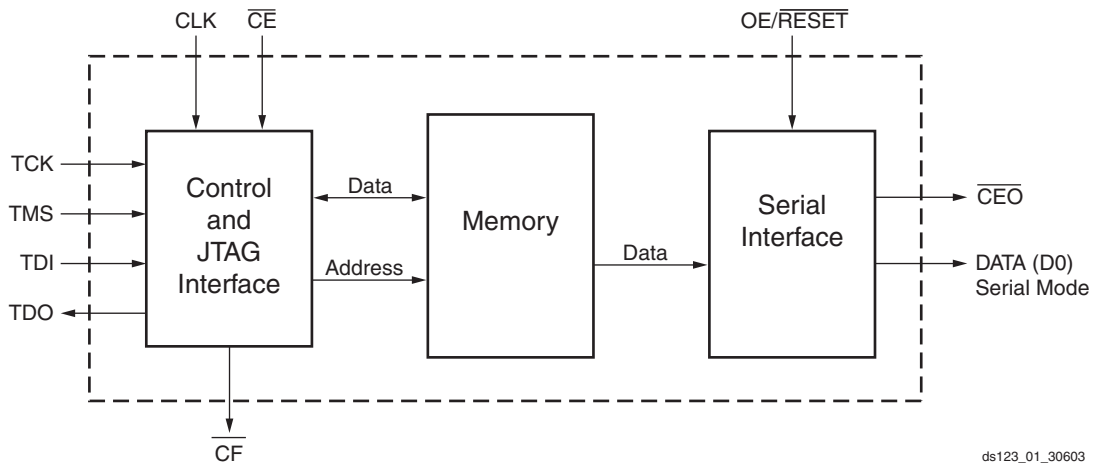 CLK
CE
OE/RESET
TCK
TMS
TDI
TDO
Control
and
JTAG
Interface
Data
Address
Memory
Data
Serial
Interface
CEO
DATA (D0)
Serial Mode
CF
ds123_01_30603